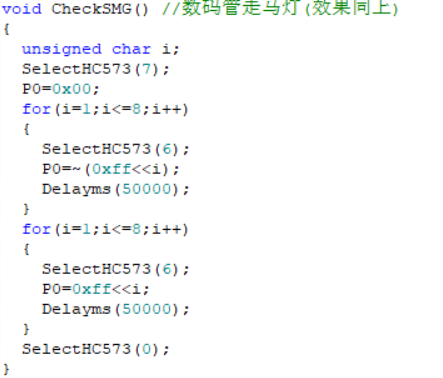 void CheckSMG() //数码管走马灯(效果同上)
{
unsigned char i;
SelectHC573(7);
P0=0x00;
for(i=1;i<=8;i++)
{
SelectHC573(6);
P0=~(0xff<<i);
Delayms(50000);
}
for(i=1;i<=8;i++)
{
SelectHC573(6);
P0=0xff<<i;
Delayms(50000);
}
SelectHC573(0);
}